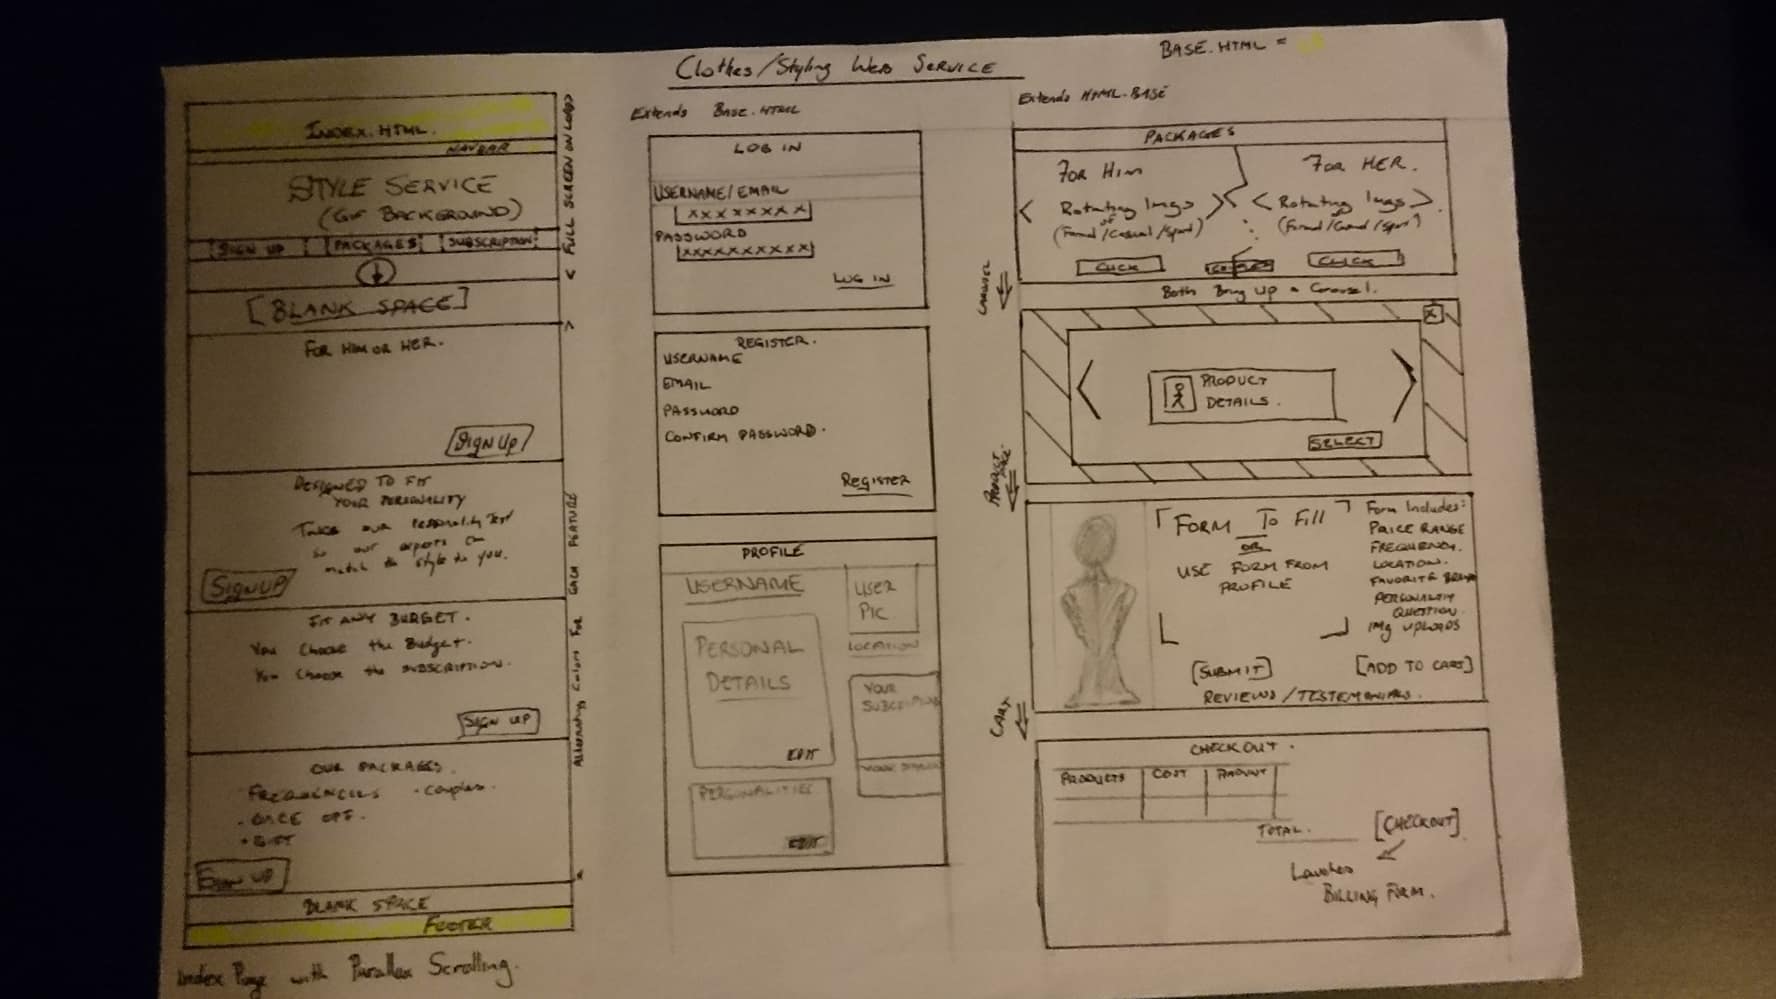 Clothes/Styling Web Service
BASE.HTML =
INDEX.HTML.
NAVBAR
STYLE SERVICE
(GIF BACKGROUND)
[SIGN UP] [PACKAGES] [SUBSCRIPTION]
[BLANK SPACE]
< FULL SCREEN ON LOAD >
FOR HIM OR HER.
SIGN UP
DESIGNED TO FIT
YOUR PERSONALITY
Take our personality test
so our experts can
match the style to you.
SIGN UP
FIT ANY BUDGET.
You choose the Budget.
You choose the SUBSCRIPTION.
SIGN UP
Alternating Colors For Each FEATURE
OUR PACKAGES.
FREQUENCIES • Couples.
• ONCE OFF.
• GIFT
SIGN UP
BLANK SPACE
FOOTER
Index Page with Parallax Scrolling.
Extends Base.HTML
LOG IN
USERNAME/EMAIL
XXXXXXXX
PASSWORD
XXXXXXXXXX
LOG IN
REGISTER.
USERNAME
EMAIL
PASSWORD
CONFIRM PASSWORD.
REGISTER
PROFILE
USERNAME
USER
PIC
LOCATION
PERSONAL
DETAILS
EDIT
YOUR
PERSONALITIES
EDIT
Extends HTML.BASE
PACKAGES
FOR HIM
FOR HER.
< Rotating Imgs >
(Formal/Casual/Sport)
< Rotating Imgs >
(Formal/Casual/Sport)
CLICK
CLICK
Both Bring up a Carousel.
CAROUSEL
X
PRODUCT
DETAILS.
SELECT
PRODUCT
FORM To Fill
OR
USE FORM FROM
PROFILE
Form Includes:
PRICE RANGE
FREQUENCY.
LOCATION.
FAVORITE
PERSONALITY
QUESTION
IMG UPLOADS
[SUBMIT]
[ADD TO CART]
REVIEWS/TESTEMONIALS.
CART
CHECKOUT.
PRODUCTS COST AMOUNT
TOTAL.
[CHECKOUT]
Launches
BILLING FORM.